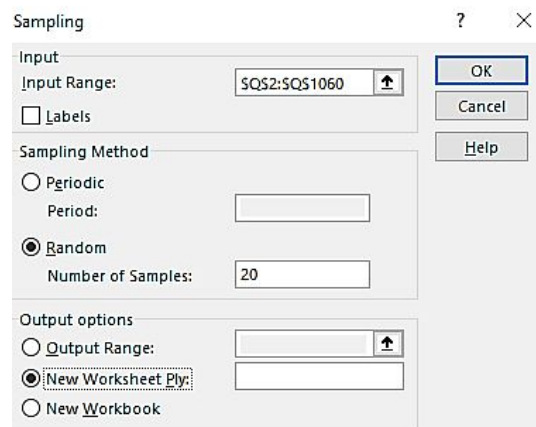 Sampling ? ×
Input
Input Range: $Q$2:$Q$1060
Labels
OK
Cancel
Help
Sampling Method
Periodic
Period:
Random
Number of Samples: 20
Output options
Output Range:
New Worksheet Ply:
New Workbook